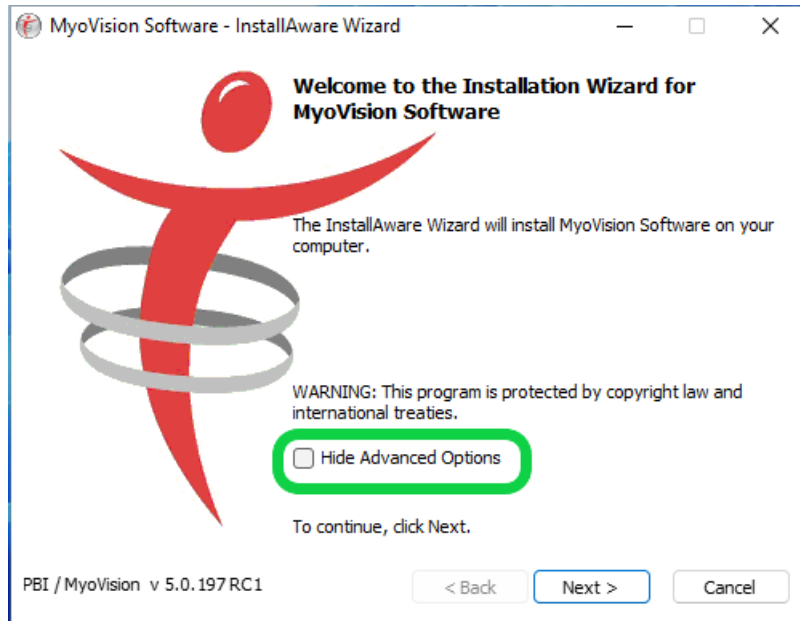 MyoVision Software - InstallAware Wizard
Welcome to the Installation Wizard for
MyoVision Software
The InstallAware Wizard will install MyoVision Software on your
computer.
WARNING: This program is protected by copyright law and
international treaties.
Hide Advanced Options
To continue, click Next.
PBI / MyoVision v 5.0.197 RC1
< Back
Next >
Cancel